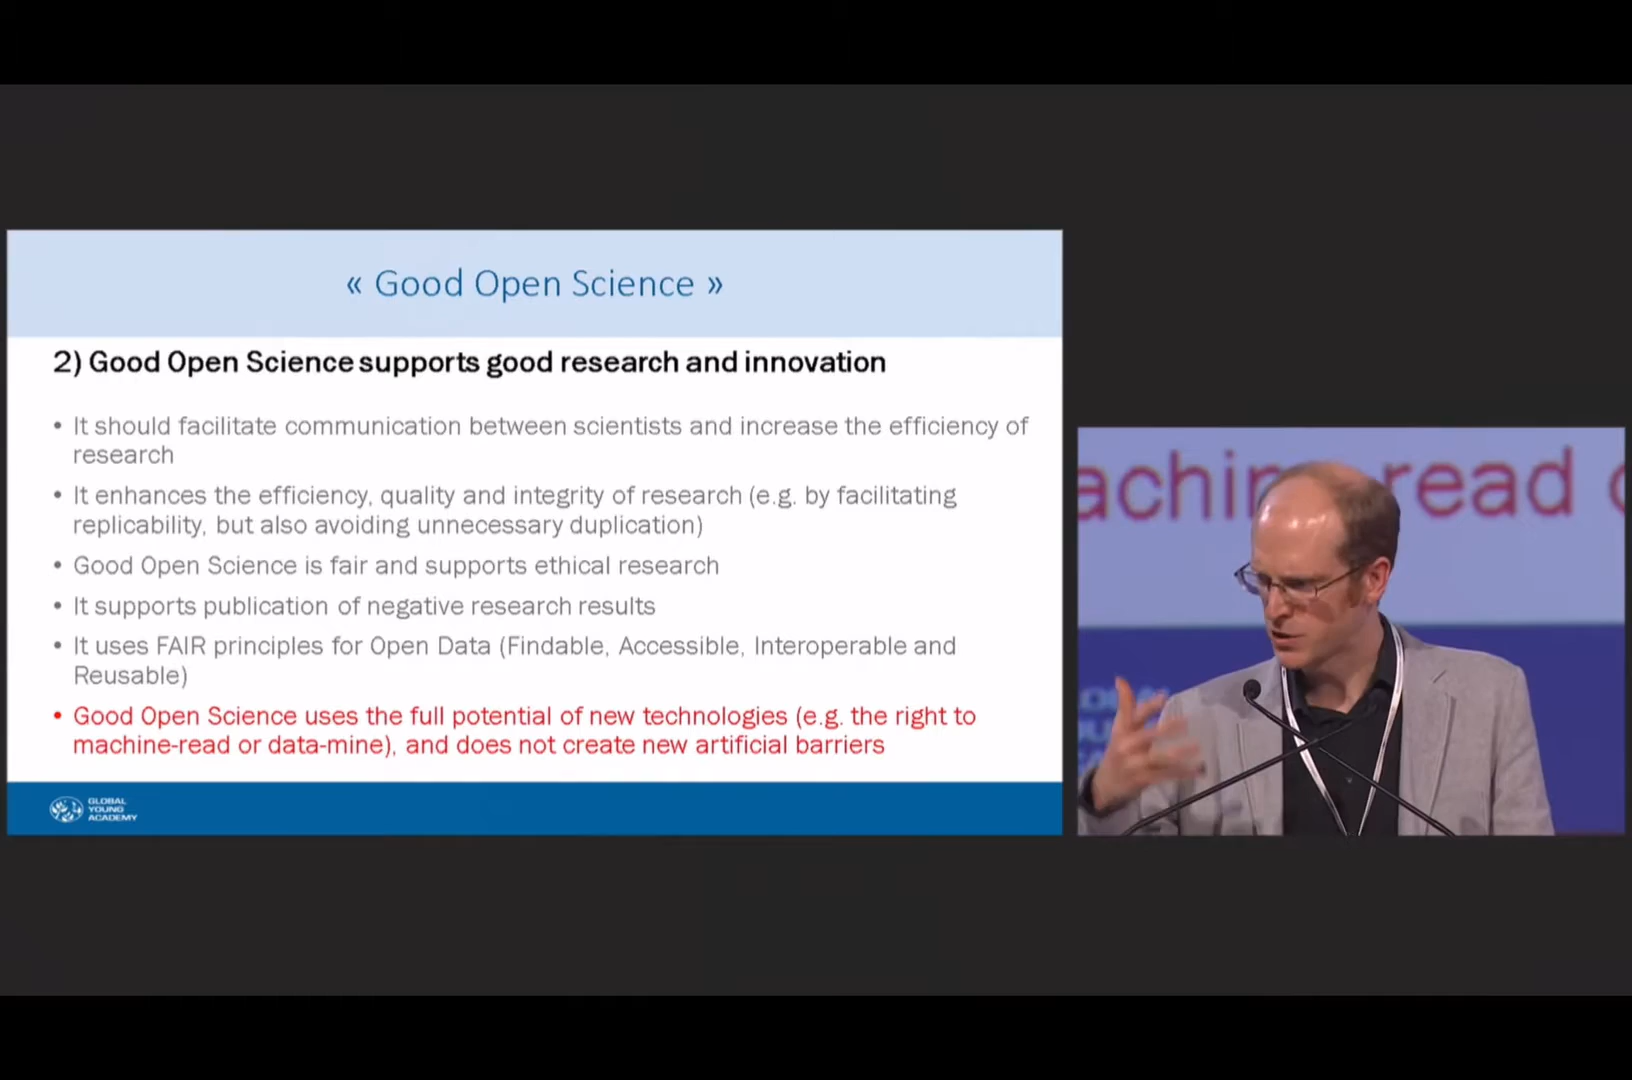 « Good Open Science »
2) Good Open Science supports good research and innovation
• It should facilitate communication between scientists and increase the efficiency of
research
• It enhances the efficiency, quality and integrity of research (e.g. by facilitating
replicability, but also avoiding unnecessary duplication)
• Good Open Science is fair and supports ethical research
• It supports publication of negative research results
• It uses FAIR principles for Open Data (Findable, Accessible, Interoperable and
Reusable)
• Good Open Science uses the full potential of new technologies (e.g. the right to
machine-read or data-mine), and does not create new artificial barriers
GLOBAL
YOUNG
ACADEMY
read